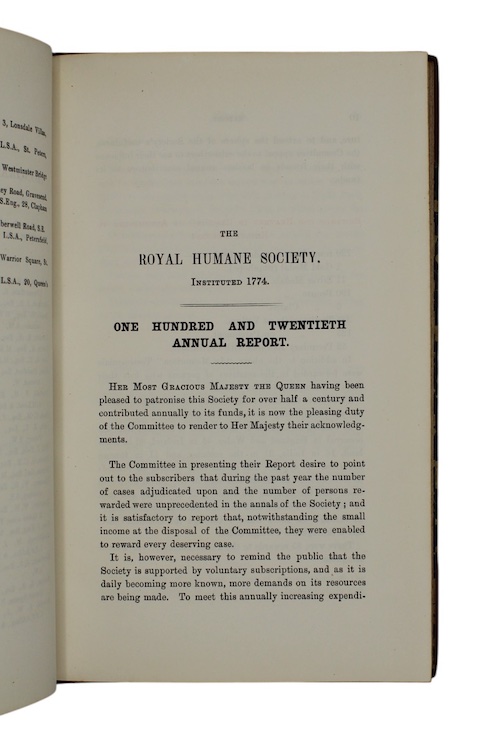 3, Lonsdale Villas,
L.S.A., St. Peters,
Westminster Bridge
ey Road, Gravesend.
S.Eng., 28, Clapham
berwell Road, S.E.
L.S.A., Petersfield.
Warrior Square, St.
L.S.A., 20, Queen's
THE
ROYAL HUMANE SOCIETY.
INSTITUTED 1774.
ONE HUNDRED AND TWENTIETH
ANNUAL REPORT.
HER MOST GRACIOUS MAJESTY THE QUEEN having been
pleased to patronise this Society for over half a century and
contributed annually to its funds, it is now the pleasing duty
of the Committee to render to Her Majesty their acknowledg-
ments.
The Committee in presenting their Report desire to point
out to the subscribers that during the past year the number
of cases adjudicated upon and the number of persons re-
warded were unprecedented in the annals of the Society; and
it is satisfactory to report that, notwithstanding the small
income at the disposal of the Committee, they were enabled
to reward every deserving case.
It is, however, necessary to remind the public that the
Society is supported by voluntary subscriptions, and as it is
daily becoming more known, more demands on its resources
are being made. To meet this annually increasing expendi-